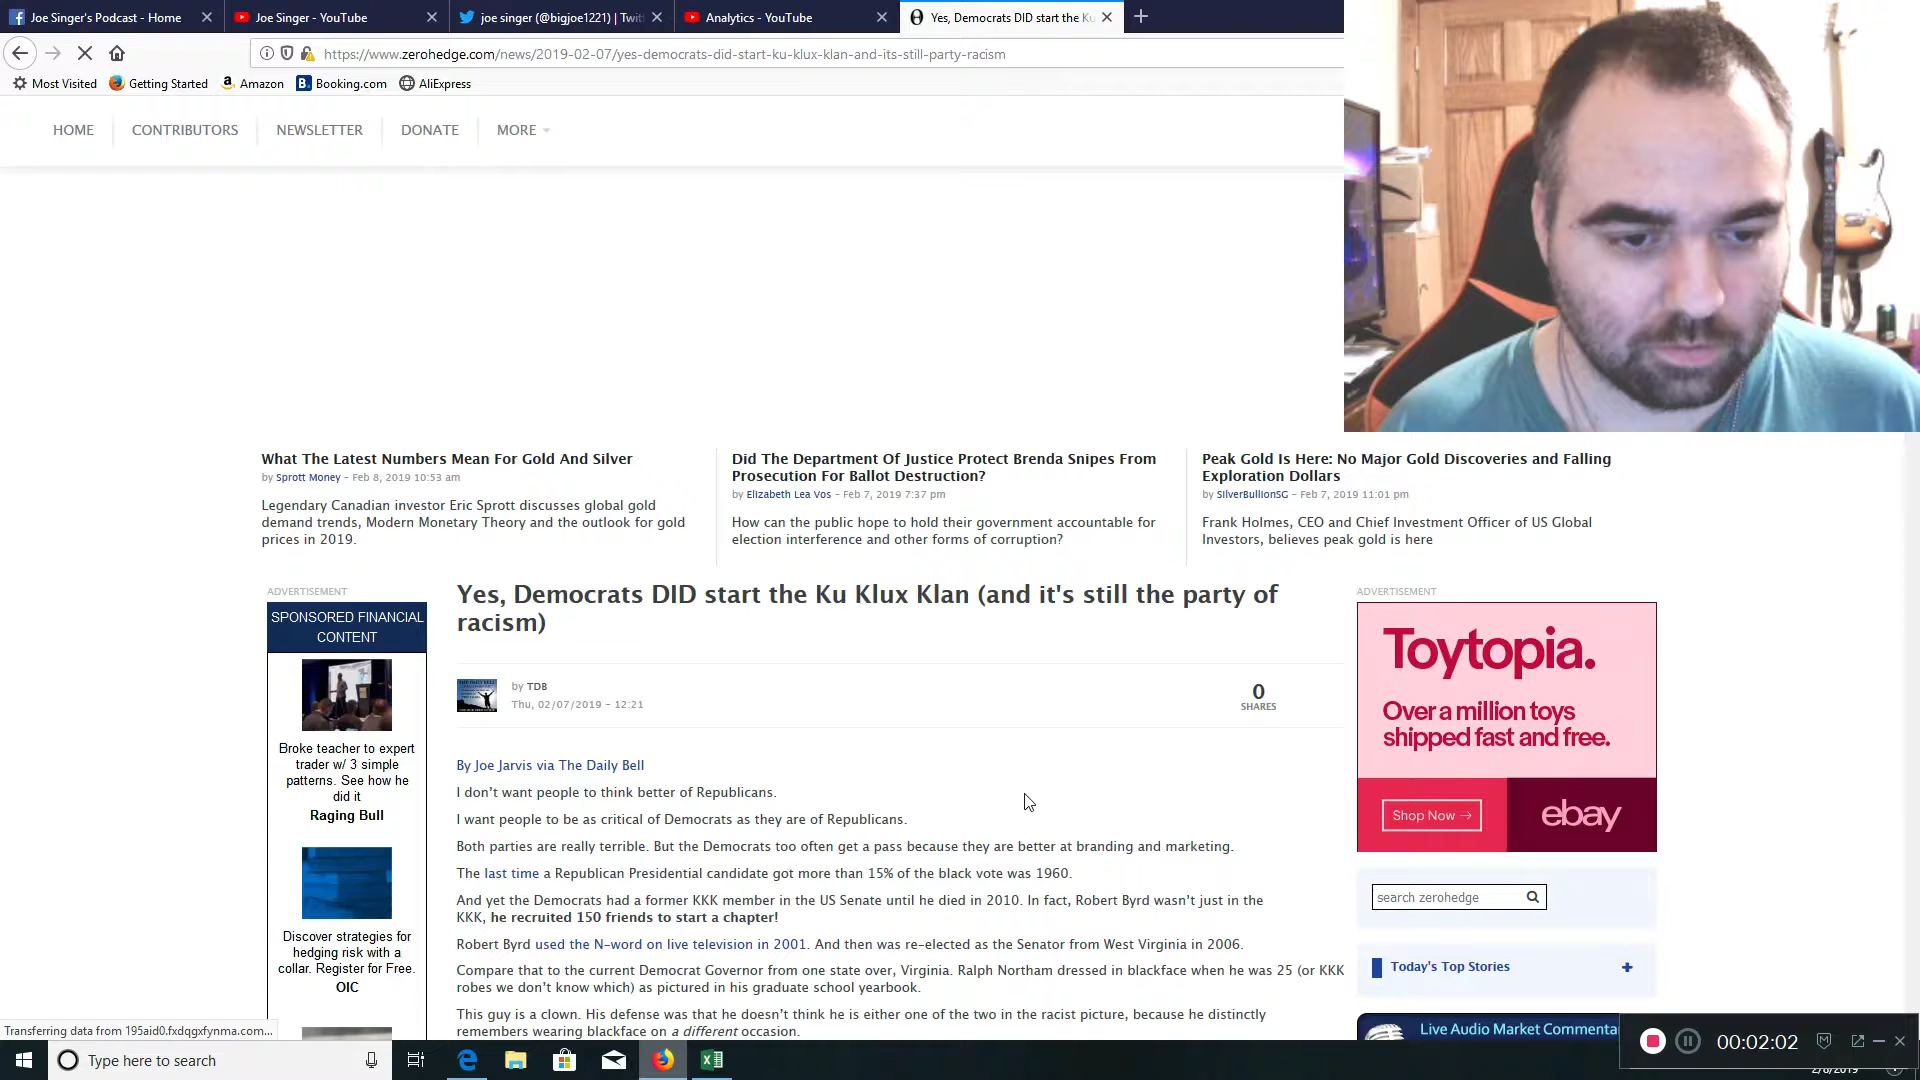 Joe Singer's Podcast - Home
Joe Singer - YouTube
joe singer (@bigjoe1221) | Twit
Analytics - YouTube
Yes, Democrats DID start the Ku
https://www.zerohedge.com/news/2019-02-07/yes-democrats-did-start-ku-klux-klan-and-its-still-party-racism
Most Visited
Getting Started
Amazon
Booking.com
AliExpress
HOME
CONTRIBUTORS
NEWSLETTER
DONATE
MORE
What The Latest Numbers Mean For Gold And Silver
by Sprott Money - Feb 8, 2019 10:53 am
Legendary Canadian investor Eric Sprott discusses global gold
demand trends, Modern Monetary Theory and the outlook for gold
prices in 2019.
Did The Department Of Justice Protect Brenda Snipes From
Prosecution For Ballot Destruction?
by Elizabeth Lea Vos - Feb 7, 2019 7:37 pm
How can the public hope to hold their government accountable for
election interference and other forms of corruption?
Peak Gold Is Here: No Major Gold Discoveries and Falling
Exploration Dollars
by SilverBullionSG - Feb 7, 2019 11:01 pm
Frank Holmes, CEO and Chief Investment Officer of US Global
Investors, believes peak gold is here
ADVERTISEMENT
SPONSORED FINANCIAL
CONTENT
Broke teacher to expert
trader w/ 3 simple
patterns. See how he
did it
Raging Bull
Discover strategies for
hedging risk with a
collar. Register for Free.
OIC
Yes, Democrats DID start the Ku Klux Klan (and it's still the party of
racism)
by TDB
Thu, 02/07/2019 - 12:21
0
SHARES
By Joe Jarvis via The Daily Bell
I don't want people to think better of Republicans.
I want people to be as critical of Democrats as they are of Republicans.
Both parties are really terrible. But the Democrats too often get a pass because they are better at branding and marketing.
The last time a Republican Presidential candidate got more than 15% of the black vote was 1960.
And yet the Democrats had a former KKK member in the US Senate until he died in 2010. In fact, Robert Byrd wasn't just in the
KKK, he recruited 150 friends to start a chapter!
Robert Byrd used the N-word on live television in 2001. And then was re-elected as the Senator from West Virginia in 2006.
Compare that to the current Democrat Governor from one state over, Virginia. Ralph Northam dressed in blackface when he was 25 (or KKK
robes we don't know which) as pictured in his graduate school yearbook.
This guy is a clown. His defense was that he doesn't think he is either one of the two in the racist picture, because he distinctly
remembers wearing blackface on a different occasion.
ADVERTISEMENT
Toytopia.
Over a million toys
shipped fast and free.
Shop Now →
ebay
search zerohedge
Today's Top Stories
+
Live Audio Market Commenta
Transferring data from 195aid0.fxdqgxfynma.com...
Type here to search
00:02:02